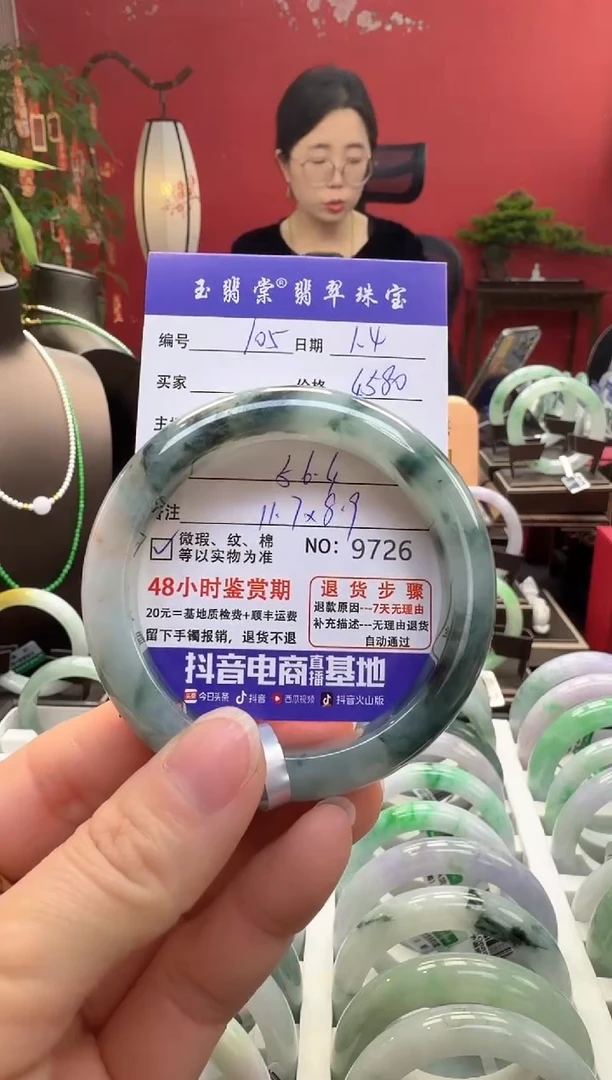 玉翡棠®翡翠珠宝
编号 105 日期 1.4
买家 价格 4580
56.4
备注 11.7×8.9
微瑕、纹、棉
等以实物为准
NO: 9726
48小时鉴赏期
20元=基地质检费+顺丰运费
留下手镯报销，退货不退
退货步骤
退款原因---7天无理由
补充描述---无理由退货
自动通过
抖音电商直播基地
头条 今日头条 抖音 西瓜视频 抖音火山版